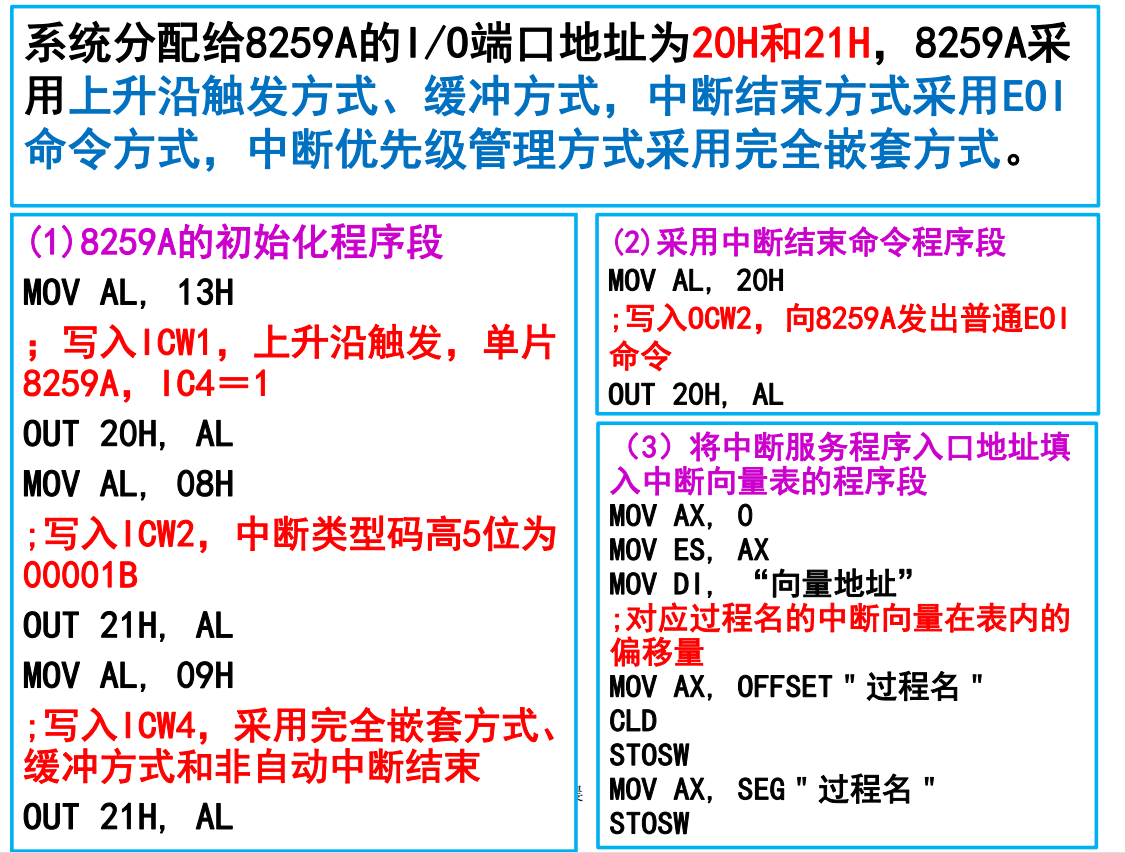 系统分配给8259A的I/O端口地址为20H和21H，8259A采
用上升沿触发方式、缓冲方式，中断结束方式采用EOI
命令方式，中断优先级管理方式采用完全嵌套方式。
(1)8259A的初始化程序段
MOV AL, 13H
；写入ICW1，上升沿触发，单片
8259A，IC4＝1
OUT 20H, AL
MOV AL, 08H
;写入ICW2，中断类型码高5位为
00001B
OUT 21H, AL
MOV AL, 09H
;写入ICW4，采用完全嵌套方式、
缓冲方式和非自动中断结束
OUT 21H, AL
(2)采用中断结束命令程序段
MOV AL, 20H
;写入OCW2，向8259A发出普通EOI
命令
OUT 20H, AL
（3）将中断服务程序入口地址填
入中断向量表的程序段
MOV AX, 0
MOV ES, AX
MOV DI, “向量地址”
;对应过程名的中断向量在表内的
偏移量
MOV AX, OFFSET＂过程名＂
CLD
STOSW
MOV AX, SEG＂过程名＂
STOSW